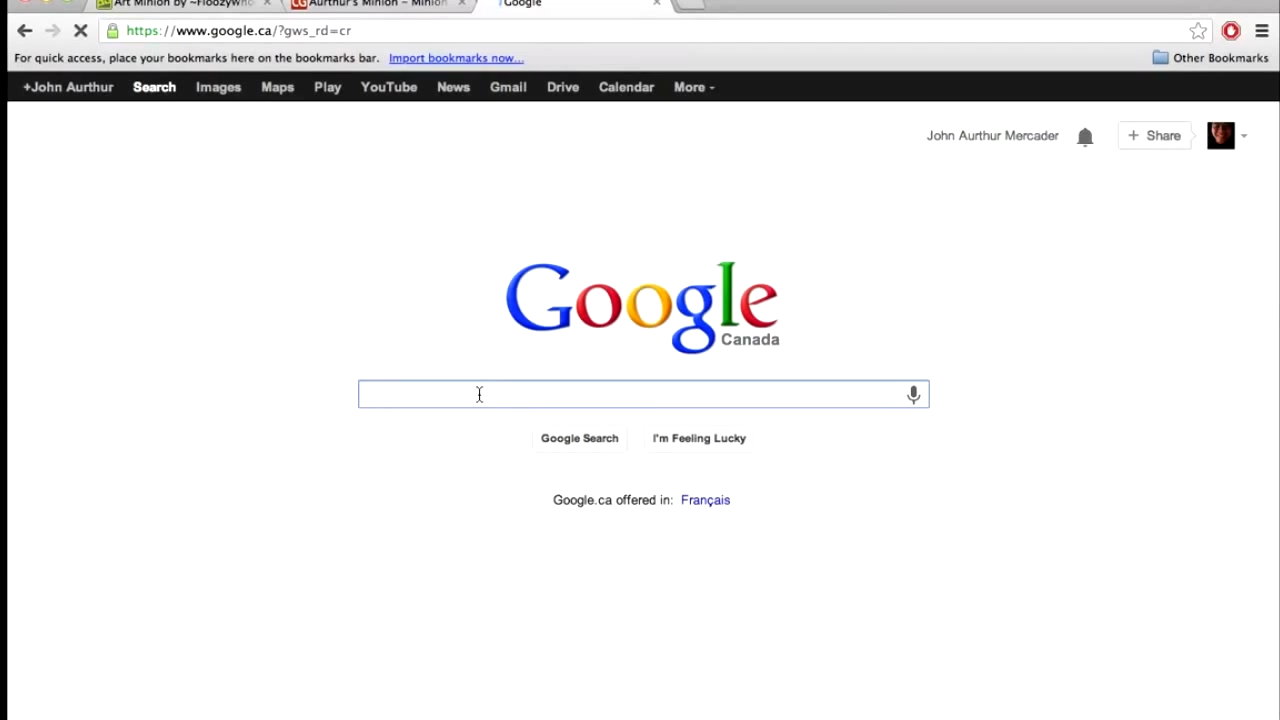 Art Minion by ~FloozyWho
Aurthur's Minion – Minion
Google
https://www.google.ca/?gws_rd=cr
For quick access, place your bookmarks here on the bookmarks bar. Import bookmarks now...
Other Bookmarks
+John Aurthur Search Images Maps Play YouTube News Gmail Drive Calendar More
John Aurthur Mercader
+ Share
Google
Canada
Google Search I'm Feeling Lucky
Google.ca offered in: Français